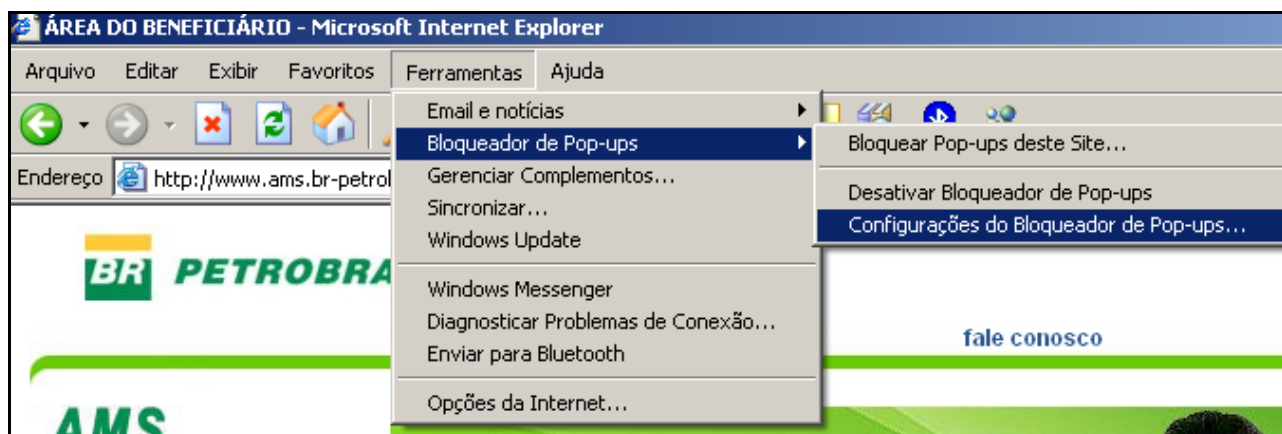 ÁREA DO BENEFICIÁRIO - Microsoft Internet Explorer
Arquivo Editar Exibir Favoritos Ferramentas Ajuda
Email e notícias
Bloqueador de Pop-ups
Bloquear Pop-ups deste Site...
Endereço http://www.ams.br-petrol
Gerenciar Complementos...
Desativar Bloqueador de Pop-ups
Sincronizar...
Configurações do Bloqueador de Pop-ups...
Windows Update
BR PETROBRA
Windows Messenger
Diagnosticar Problemas de Conexão...
fale conosco
Enviar para Bluetooth
Opções da Internet...
AMS